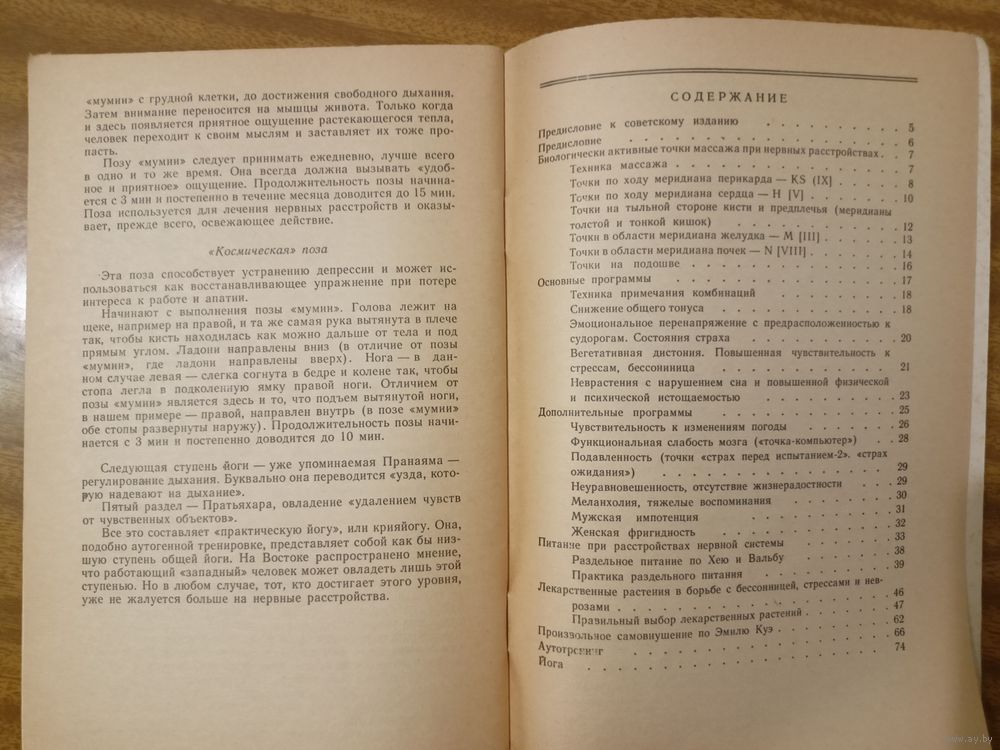 «мумии» с грудной клетки, до достижения свободного дыхания.
Затем внимание переносится на мышцы живота. Только когда
и здесь появляется приятное ощущение растекающегося тепла,
человек переходит к своим мыслям и заставляет их тоже про-
пасть.
Позу «мумии» следует принимать ежедневно, лучше всего
в одно и то же время. Она всегда должна вызывать «удоб-
ное и приятное» ощущение. Продолжительность позы начина-
ется с 3 мин и постепенно в течение месяца доводится до 15 мин.
Поза используется для лечения нервных расстройств и оказы-
вает, прежде всего, освежающее действие.
«Космическая» поза
Эта поза способствует устранению депрессии и может ис-
пользоваться как восстанавливающее упражнение при потере
интереса к работе и апатии.
Начинают с выполнения позы «мумии». Голова лежит на
щеке, например на правой, и та же самая рука вытянута в плече
так, чтобы кисть находилась как можно дальше от тела и под
прямым углом. Ладони направлены вниз (в отличие от позы
«мумии», где ладони направлены вверх). Нога — в дан-
ном случае левая — слегка согнута в бедре и колене так, чтобы
стопа легла в подколенную ямку правой ноги. Отличием от
позы «мумии» является здесь и то, что подъем вытянутой ноги,
в нашем примере — правой, направлен внутрь (в позе «мумии»
обе стопы развернуты наружу). Продолжительность позы начи-
нается с 3 мин и постепенно доводится до 10 мин.
Следующая ступень йоги — уже упоминаемая Пранаяма —
регулирование дыхания. Буквально она переводится «узда, кото-
рую надевают на дыхание».
Пятый раздел — Пратьяхара, овладение «удалением чувств
от чувственных объектов».
Все это составляет «практическую йогу», или крияйогу. Она,
подобно аутогенной тренировке, представляет собой как бы низ-
шую ступень общей йоги. На Востоке распространено мнение,
что работающий «западный» человек может овладеть лишь этой
ступенью. Но в любом случае, тот, кто достигает этого уровня,
уже не жалуется больше на нервные расстройства.
СОДЕРЖАНИЕ
Предисловие к советскому изданию . . . . . . . . 5
Предисловие . . . . . . . . . . . 6
Биологически активные точки массажа при нервных расстройствах . 7
Техника массажа . . . . . . . . . . 7
Точки по ходу меридиана перикарда — KS [IX] . . . . 8
Точки по ходу меридиана сердца — H [V] . . . . . 10
Точки на тыльной стороне кисти и предплечья (меридианы
толстой и тонкой кишок) . . . . . . . . 12
Точки в области меридиана желудка — M [III] . . . . . 13
Точки в области меридиана почек — N [VIII] . . . . . 14
Точки на подошве . . . . . . . . . 16
Основные программы . . . . . . . . . . 17
Техника примечания комбинаций . . . . . . . 18
Снижение общего тонуса . . . . . . . . 18
Эмоциональное перенапряжение с предрасположенностью к
судорогам. Состояния страха . . . . . . . 20
Вегетативная дистония. Повышенная чувствительность к
стрессам, бессонница . . . . . . . . 21
Неврастения с нарушением сна и повышенной физической
и психической истощаемостью . . . . . . . 23
Дополнительные программы . . . . . . . . . 25
Чувствительность к изменениям погоды . . . . . . 26
Функциональная слабость мозга («точка-компьютер») . . 28
Подавленность (точки «страх перед испытанием-2». «страх
ожидания») . . . . . . . . . . 29
Неуравновешенность, отсутствие жизнерадостности . . . 29
Меланхолия, тяжелые воспоминания . . . . . . 30
Мужская импотенция . . . . . . . . 31
Женская фригидность . . . . . . . . 32
Питание при расстройствах нервной системы . . . . . . 33
Раздельное питание по Хею и Вальбу . . . . . . 38
Практика раздельного питания . . . . . . . 39
Лекарственные растения в борьбе с бессонницей, стрессами и нев-
розами . . . . . . . . . . . . 46
Правильный выбор лекарственных растений . . . . . 47
Произвольное самовнушение по Эмилю Куэ . . . . . . 62
Аутотренинг . . . . . . . . . . . 66
Йога . . . . . . . . . . . . 74
www.ay.by